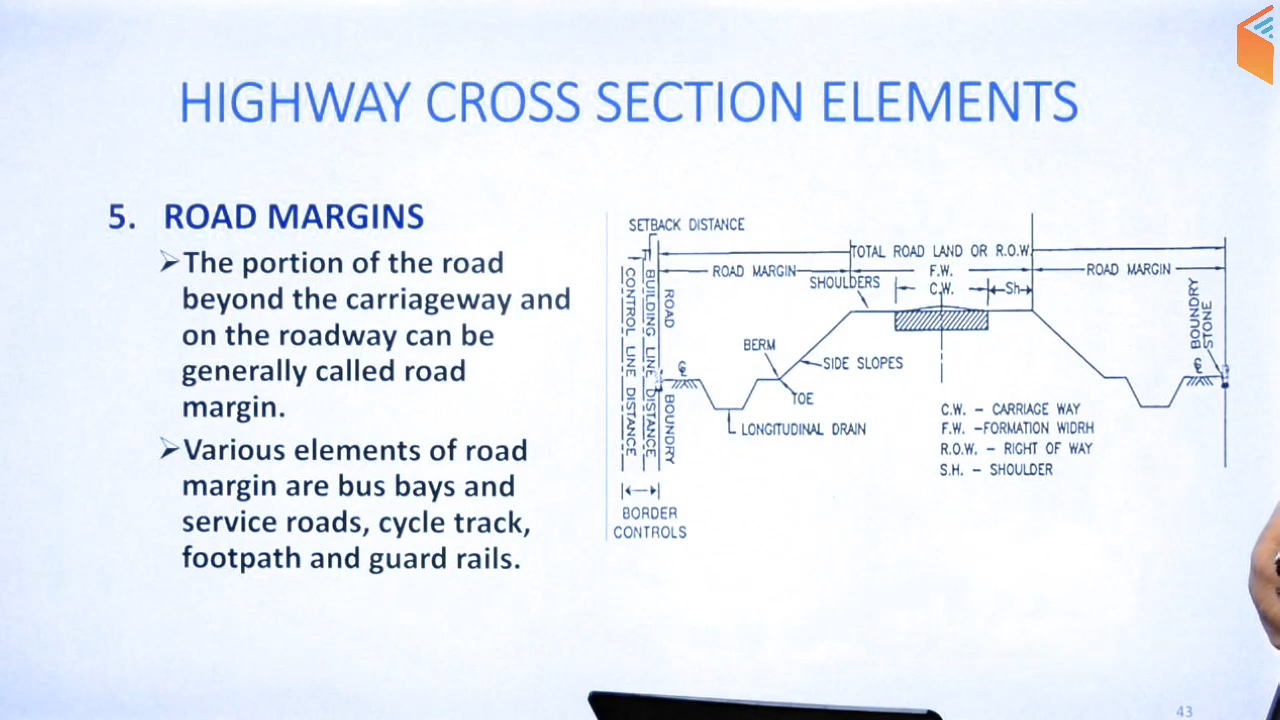 HIGHWAY CROSS SECTION ELEMENTS
5. ROAD MARGINS
➢The portion of the road
beyond the carriageway and
on the roadway can be
generally called road
margin.
➢Various elements of road
margin are bus bays and
service roads, cycle track,
footpath and guard rails.
SETBACK DISTANCE
TOTAL ROAD LAND OR R.O.W.
ROAD MARGIN
F.W.
ROAD MARGIN
SHOULDERS
C.W.
Sh
CONTROL LINE DISTANCE
BUILDING LINE DISTANCE
ROAD BOUNDRY
BOUNDRY
STONE
BERM
SIDE SLOPES
TOE
LONGITUDINAL DRAIN
C.W. – CARRIAGE WAY
F.W. –FORMATION WIDRH
R.O.W. – RIGHT OF WAY
S.H. – SHOULDER
BORDER
CONTROLS
43